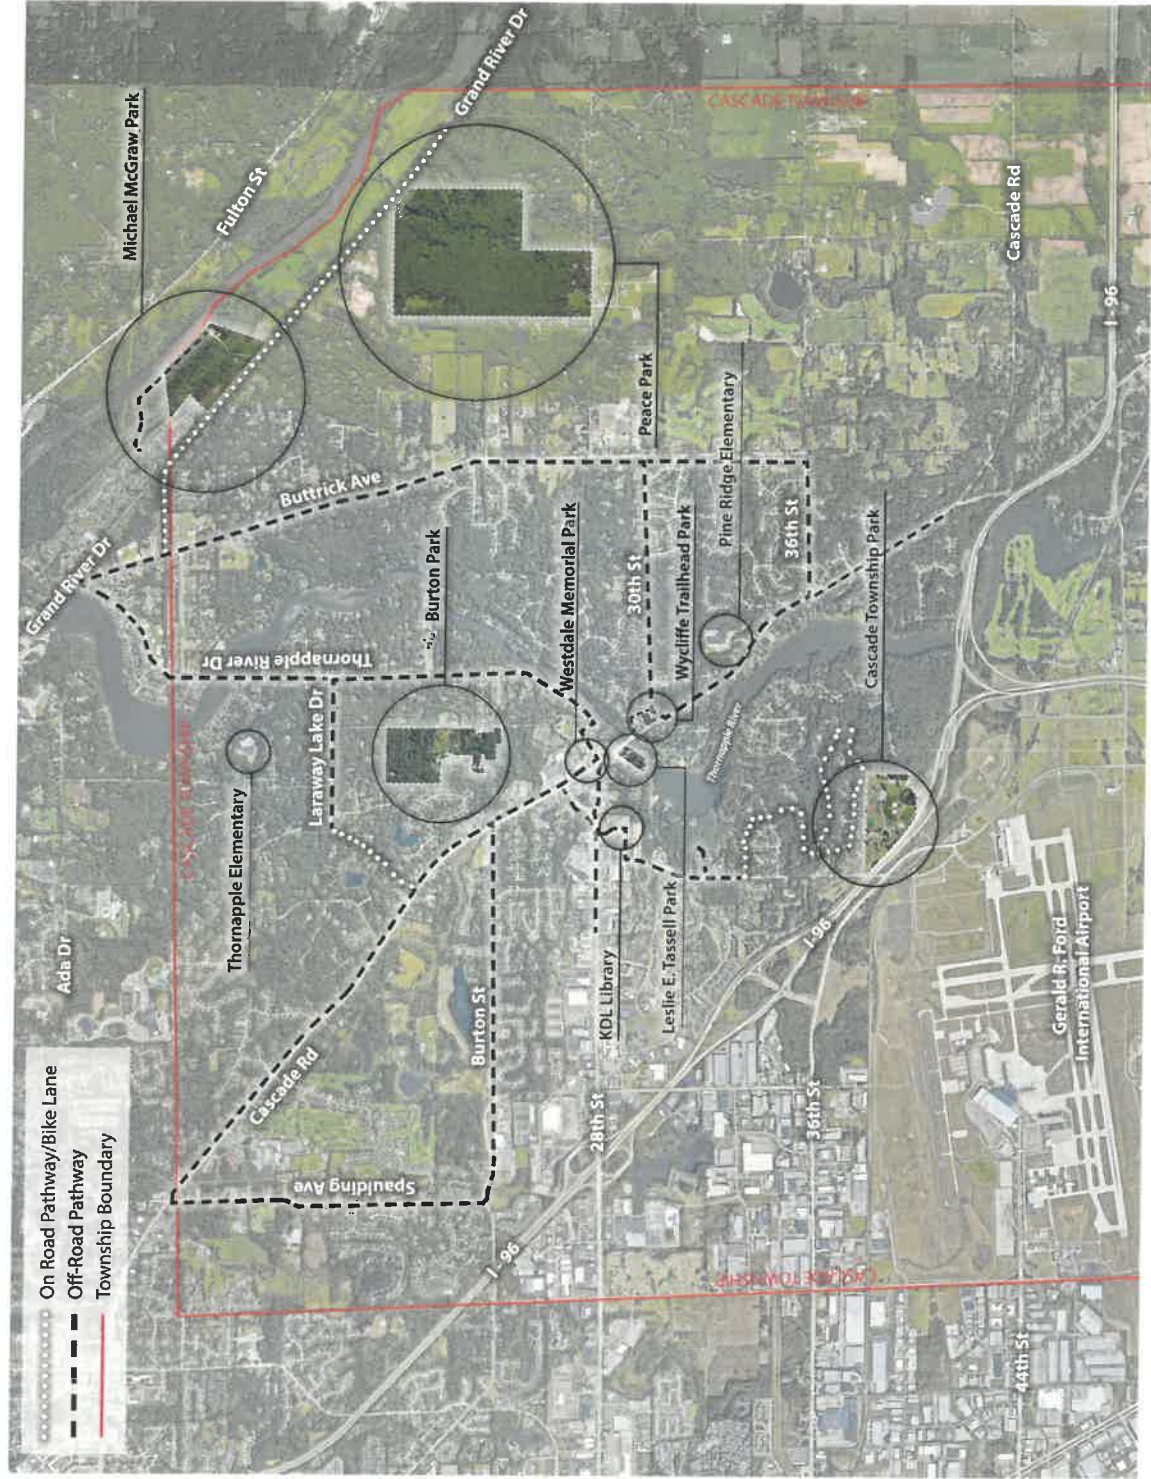 On Road Pathway/Bike Lane
Off-Road Pathway
Township Boundary
Ada Dr
Grand River Dr
Michael McGraw Park
Fulton St
Grand River Dr
CASCADE TOWNSHIP
Thornapple Elementary
Thornapple River Dr
Buttrick Ave
Laraway Lake Dr
Burton Park
Cascade Rd
Spaulding Ave
Burton St
Westdale Memorial Park
I - 96
28th St
KDL Library
30th St
Peace Park
Leslie E. Tassell Park
Wycliffe Trailhead Park
Thornapple River
Pine Ridge Elementary
CASCADE TOWNSHIP
CASCADE TOWNSHIP
36th St
36th St
I-96
Cascade Township Park
Cascade Rd
44th St
Gerald R. Ford
International Airport
I - 96